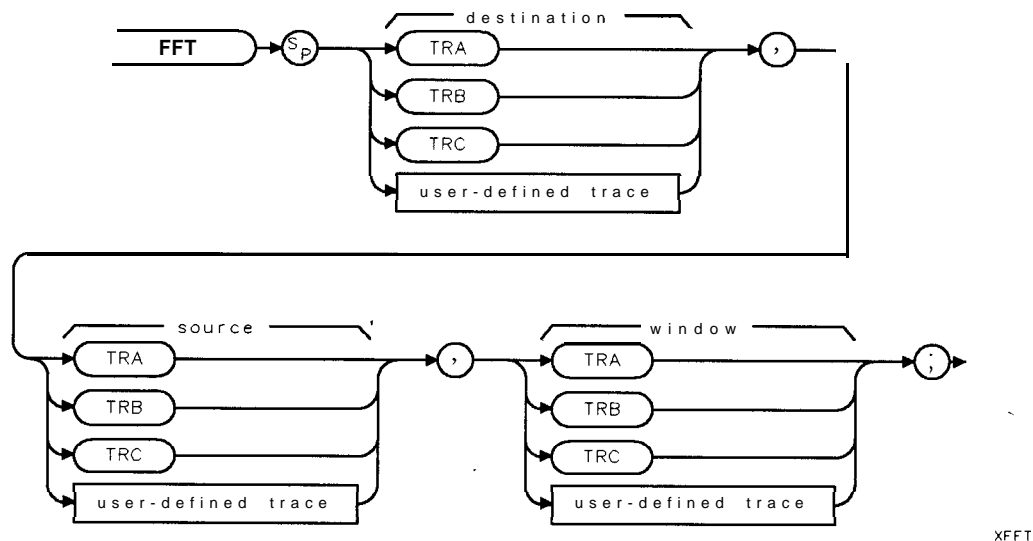 destination
FFT SP TRA ,
TRB
TRC
user-defined trace
source window
TRA , TRA ;
TRB TRB
TRC TRC
user-defined trace user-defined trace
XFFT